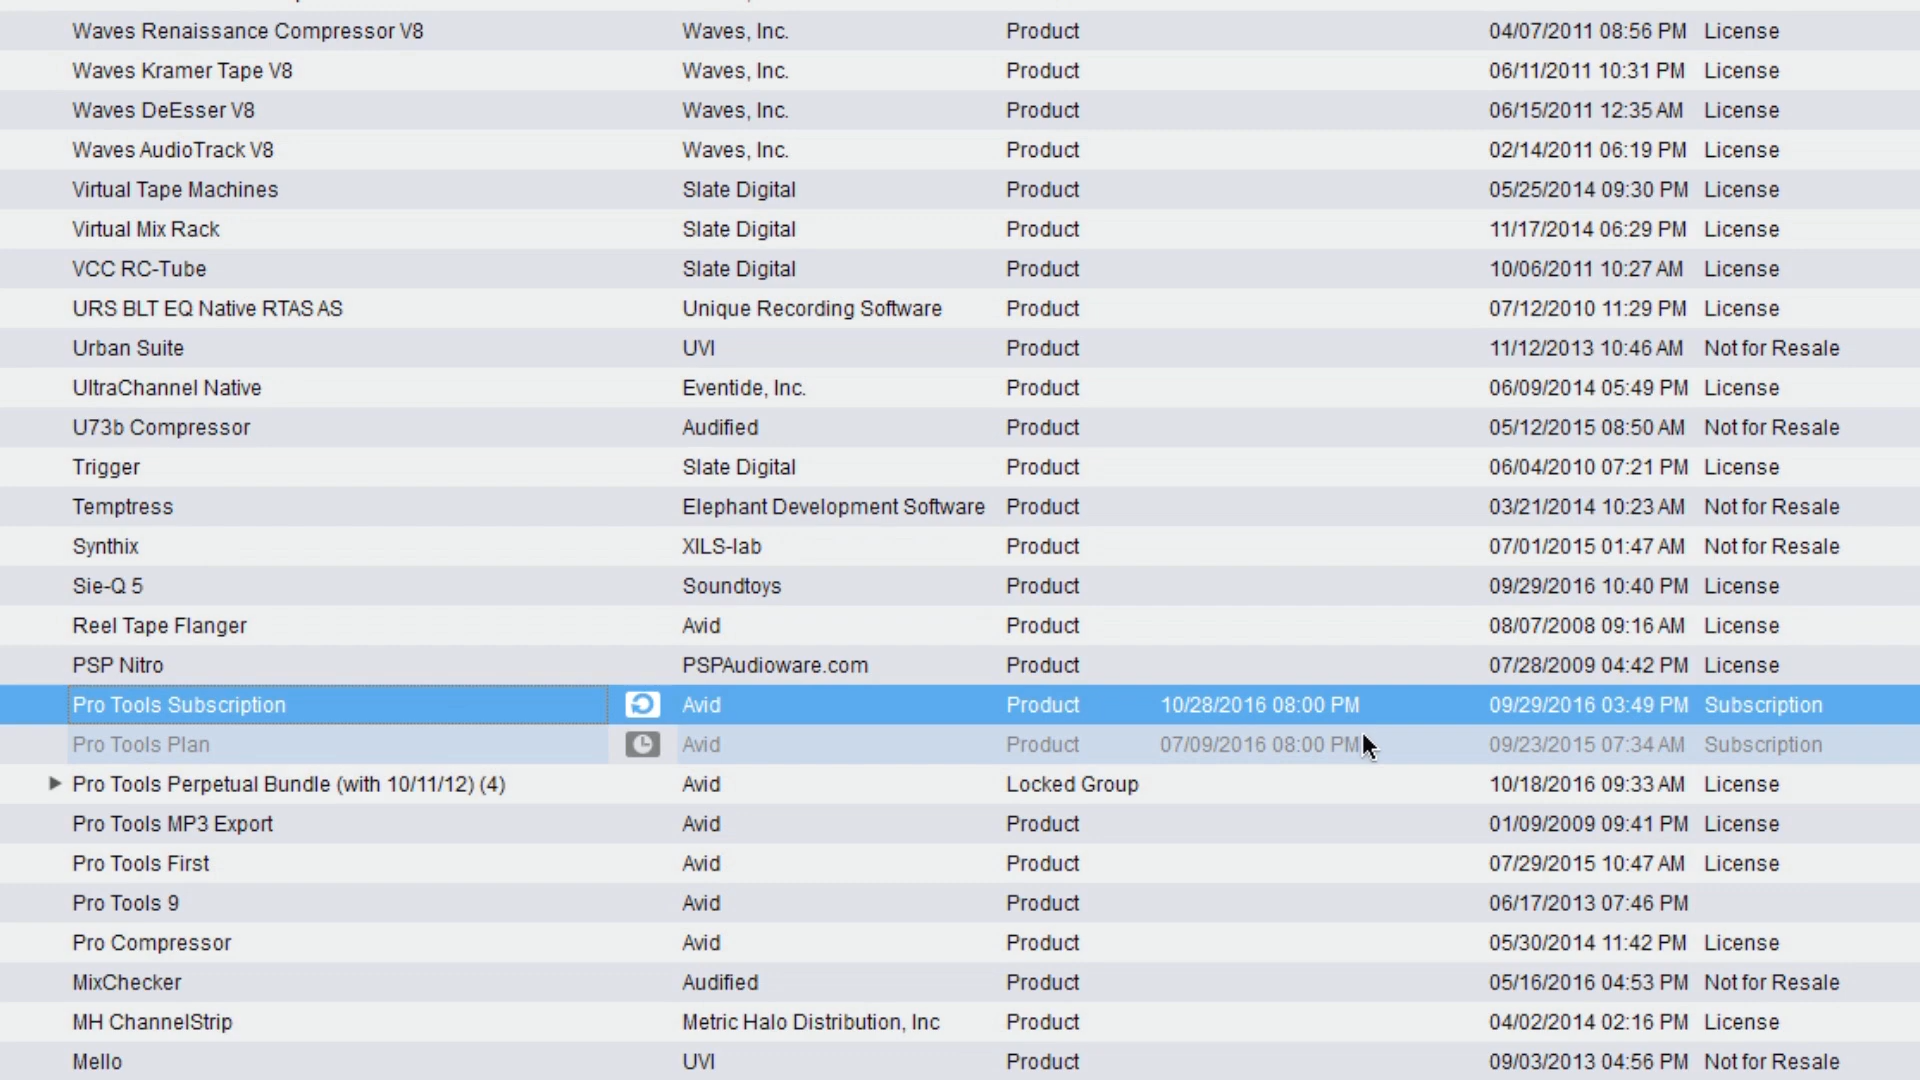 Waves Renaissance Compressor V8 Waves, Inc. Product 04/07/2011 08:56 PM License
Waves Kramer Tape V8 Waves, Inc. Product 06/11/2011 10:31 PM License
Waves DeEsser V8 Waves, Inc. Product 06/15/2011 12:35 AM License
Waves AudioTrack V8 Waves, Inc. Product 02/14/2011 06:19 PM License
Virtual Tape Machines Slate Digital Product 05/25/2014 09:30 PM License
Virtual Mix Rack Slate Digital Product 11/17/2014 06:29 PM License
VCC RC-Tube Slate Digital Product 10/06/2011 10:27 AM License
URS BLT EQ Native RTAS AS Unique Recording Software Product 07/12/2010 11:29 PM License
Urban Suite UVI Product 11/12/2013 10:46 AM Not for Resale
UltraChannel Native Eventide, Inc. Product 06/09/2014 05:49 PM License
U73b Compressor Audified Product 05/12/2015 08:50 AM Not for Resale
Trigger Slate Digital Product 06/04/2010 07:21 PM License
Temptress Elephant Development Software Product 03/21/2014 10:23 AM Not for Resale
Synthix XILS-lab Product 07/01/2015 01:47 AM Not for Resale
Sie-Q 5 Soundtoys Product 09/29/2016 10:40 PM License
Reel Tape Flanger Avid Product 08/07/2008 09:16 AM License
PSP Nitro PSPAudioware.com Product 07/28/2009 04:42 PM License
Pro Tools Subscription Avid Product 10/28/2016 08:00 PM 09/29/2016 03:49 PM Subscription
Pro Tools Plan Avid Product 07/09/2016 08:00 PM 09/23/2015 07:34 AM Subscription
Pro Tools Perpetual Bundle (with 10/11/12) (4) Avid Locked Group 10/18/2016 09:33 AM License
Pro Tools MP3 Export Avid Product 01/09/2009 09:41 PM License
Pro Tools First Avid Product 07/29/2015 10:47 AM License
Pro Tools 9 Avid Product 06/17/2013 07:46 PM
Pro Compressor Avid Product 05/30/2014 11:42 PM License
MixChecker Audified Product 05/16/2016 04:53 PM Not for Resale
MH ChannelStrip Metric Halo Distribution, Inc Product 04/02/2014 02:16 PM License
Mello UVI Product 09/03/2013 04:56 PM Not for Resale